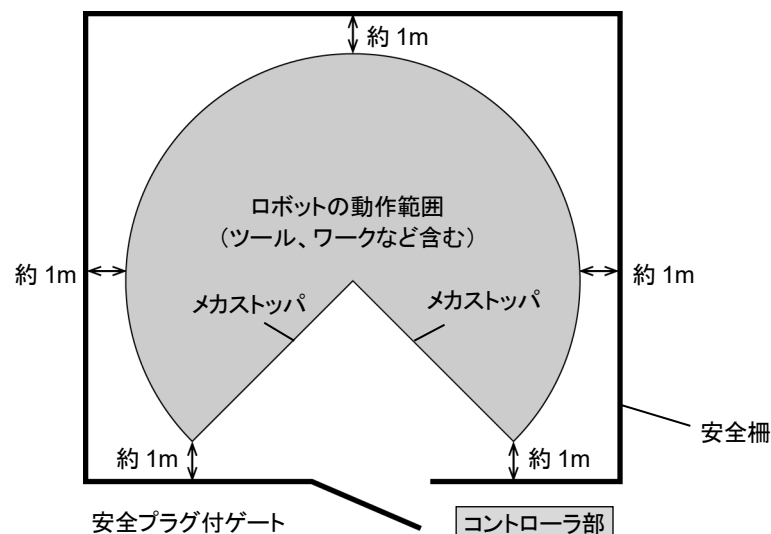 約 1m
ロボットの動作範囲
（ツール、ワークなど含む）
約 1m
約 1m
メカストッパ
メカストッパ
安全柵
約 1m
約 1m
安全プラグ付ゲート
コントローラ部